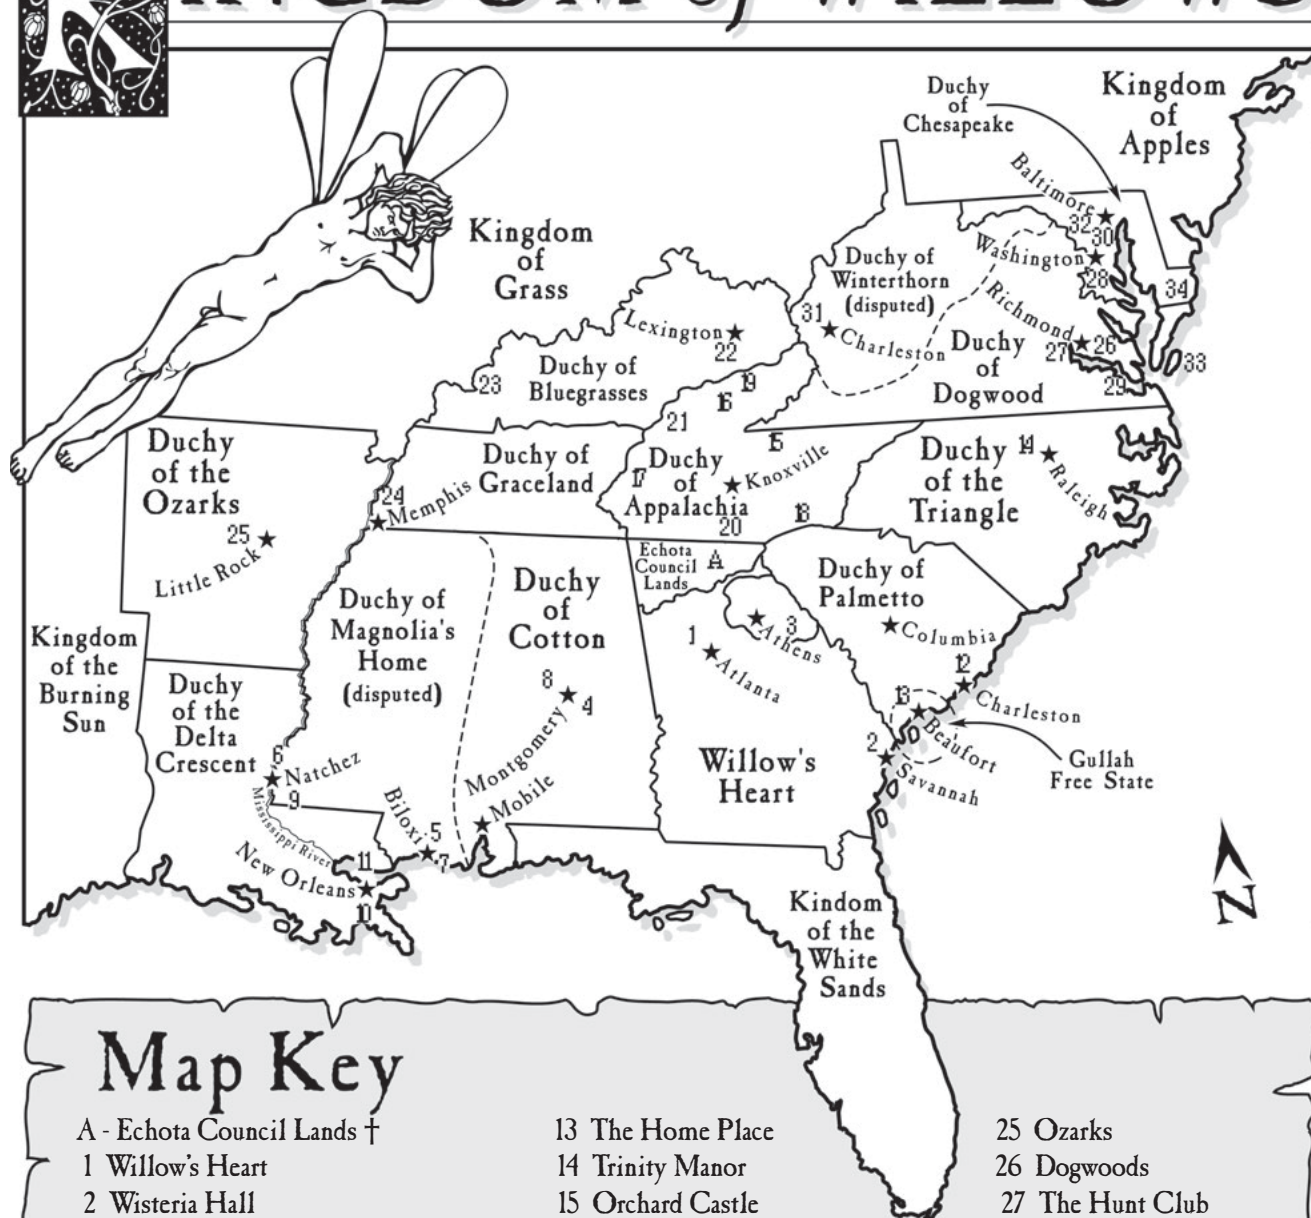 KINGDOM of WILLOWS
Duchy
of
Chesapeake
Kingdom
of
Apples
Baltimore
32
30
Kingdom
of
Grass
Duchy of
Winterthorn
(disputed)
Washington
28
34
31
Charleston
Richmond
27
26
33
29
Lexington
22
Duchy of
Bluegrasses
23
Duchy
of
Dogwood
19
16
21
15
Duchy
of the
Ozarks
25
Little Rock
Duchy of
Graceland
24
Memphis
17
Duchy
of
Appalachia
Knoxville
20
18
Duchy
of the
Triangle
14
Raleigh
Echota
Council
Lands
A
Duchy of
Palmetto
Columbia
Duchy of
Magnolia's
Home
(disputed)
Duchy
of
Cotton
8
4
Montgomery
Mobile
3
Athens
1
Atlanta
12
Charleston
13
Beaufort
Gullah
Free State
2
Savannah
Willow's
Heart
Kingdom
of the
Burning
Sun
Duchy
of the
Delta
Crescent
6
Natchez
9
Mississippi River
Biloxi
5
7
11
New Orleans
10
Kindom
of the
White
Sands
N
Map Key
A - Echota Council Lands †
1 Willow's Heart
2 Wisteria Hall
13 The Home Place
14 Trinity Manor
15 Orchard Castle
25 Ozarks
26 Dogwoods
27 The Hunt Club